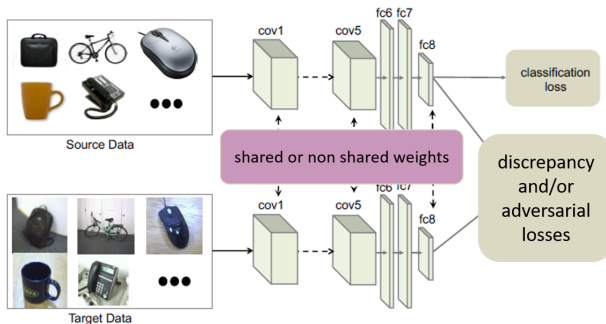 cov1
cov5
fc6
fc7
fc8
classification
loss
Source Data
shared or non shared weights
discrepancy
and/or
adversarial
losses
cov1
cov5
fc6
fc7
fc8
Target Data